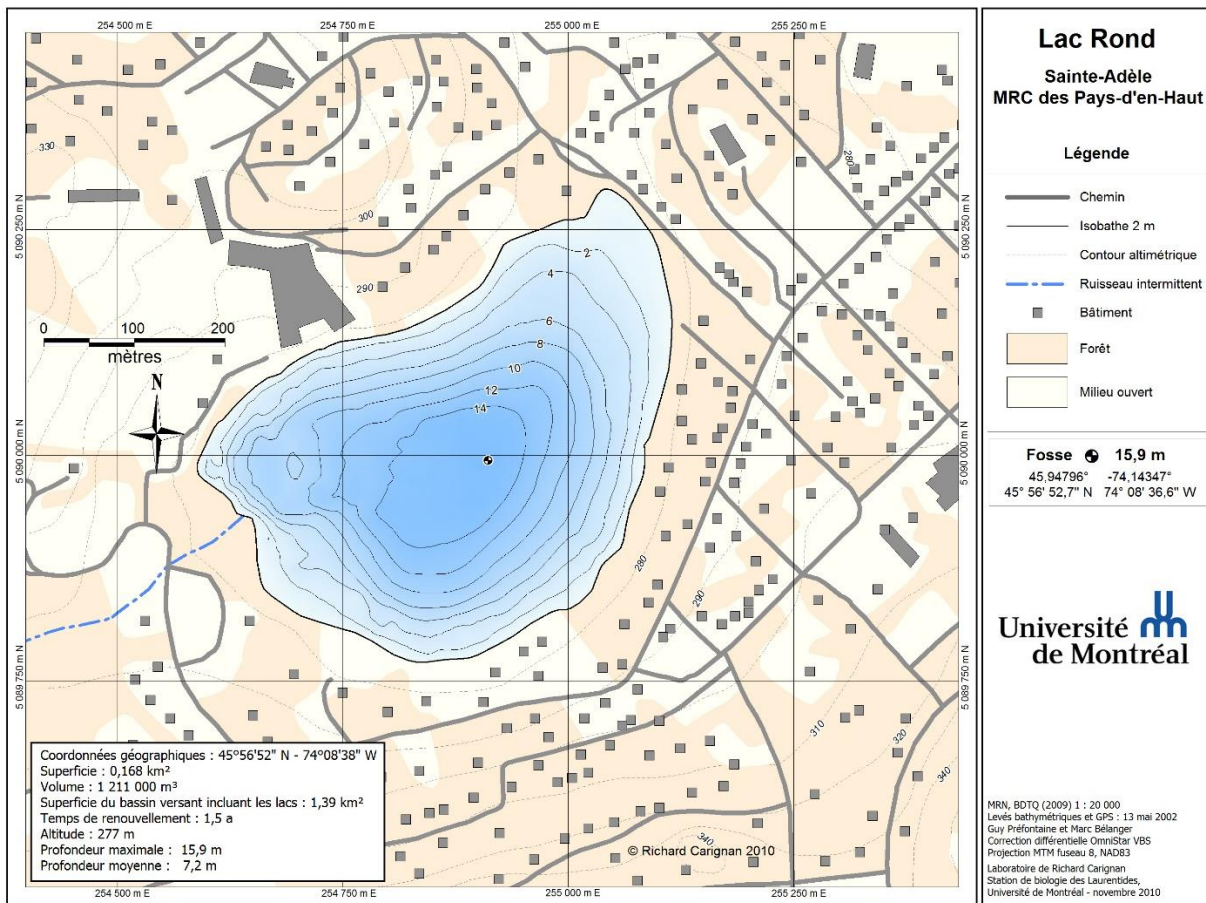 254 500 m E
254 750 m E
255 000 m E
255 250 m E
5 090 250 m N
5 090 000 m N
5 089 750 m N
5 090 250 m N
5 090 000 m N
5 089 750 m N
330
300
290
280
2
4
6
8
10
12
14
280
290
310
320
340
340
0 100 200
mètres
N
Coordonnées géographiques : 45°56'52" N - 74°08'38" W
Superficie : 0,168 km²
Volume : 1 211 000 m³
Superficie du bassin versant incluant les lacs : 1,39 km²
Temps de renouvellement : 1,5 a
Altitude : 277 m
Profondeur maximale : 15,9 m
Profondeur moyenne : 7,2 m
© Richard Carignan 2010
254 500 m E
254 750 m E
255 000 m E
255 250 m E
Lac Rond
Sainte-Adèle
MRC des Pays-d'en-Haut
Légende
Chemin
Isobathe 2 m
Contour altimétrique
Ruisseau intermittent
Bâtiment
Forêt
Milieu ouvert
Fosse 15,9 m
45,94796° -74,14347°
45° 56' 52,7" N 74° 08' 36,6" W
Université
de Montréal
MRN, BDTQ (2009) 1 : 20 000
Levés bathymétriques et GPS : 13 mai 2002
Guy Préfontaine et Marc Bélanger
Correction différentielle OmniStar VBS
Projection MTM fuseau 8, NAD83
Laboratoire de Richard Carignan
Station de biologie des Laurentides,
Université de Montréal - novembre 2010